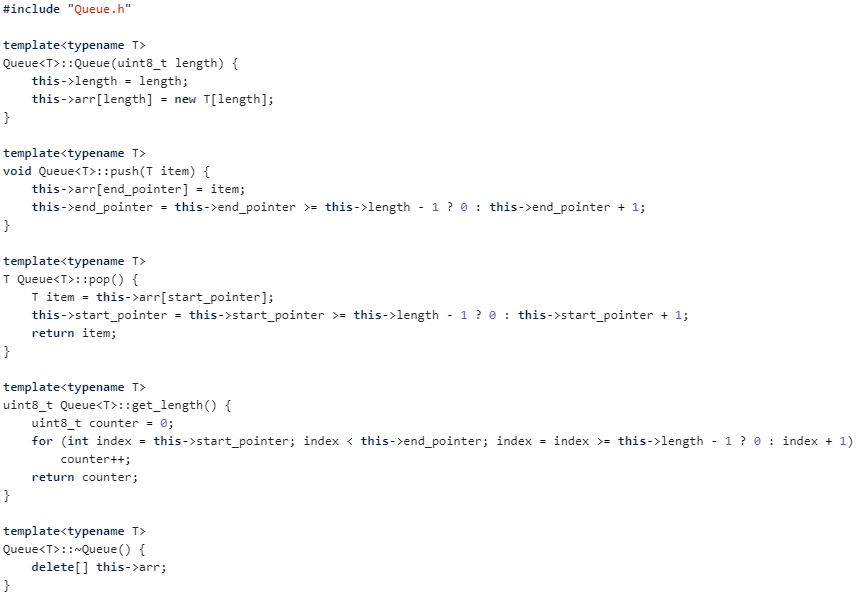 #include "Queue.h"
template<typename T>
Queue<T>::Queue(uint8_t length) {
this->length = length;
this->arr[length] = new T[length];
}
template<typename T>
void Queue<T>::push(T item) {
this->arr[end_pointer] = item;
this->end_pointer = this->end_pointer >= this->length - 1 ? 0 : this->end_pointer + 1;
}
template<typename T>
T Queue<T>::pop() {
T item = this->arr[start_pointer];
this->start_pointer = this->start_pointer >= this->length - 1 ? 0 : this->start_pointer + 1;
return item;
}
template<typename T>
uint8_t Queue<T>::get_length() {
uint8_t counter = 0;
for (int index = this->start_pointer; index < this->end_pointer; index = index >= this->length - 1 ? 0 : index + 1)
counter++;
return counter;
}
template<typename T>
Queue<T>::~Queue() {
delete[] this->arr;
}